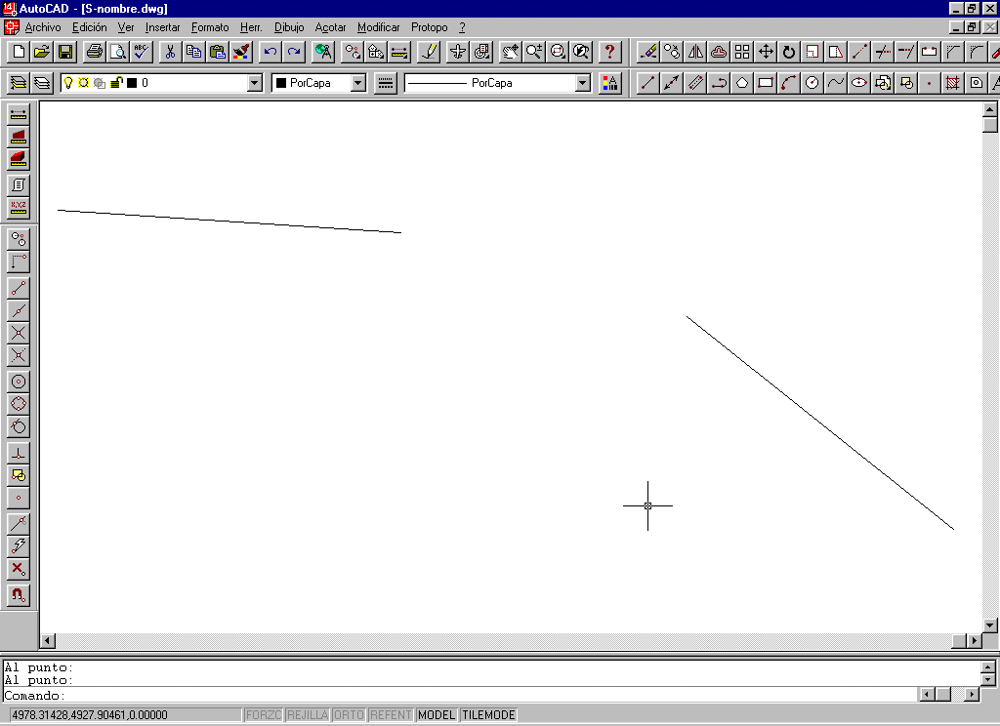 AutoCAD - [S-nombre.dwg]
Archivo Edición Ver Insertar Formato Herr. Dibujo Acotar Modificar Protopo ?
ABC
0 PorCapa PorCapa
X,Y,Z
Al punto:
Al punto:
Comando:
4978.31428,4927.90461,0.00000 FORZC REJILLA ORTO REFENT MODEL TILEMODE